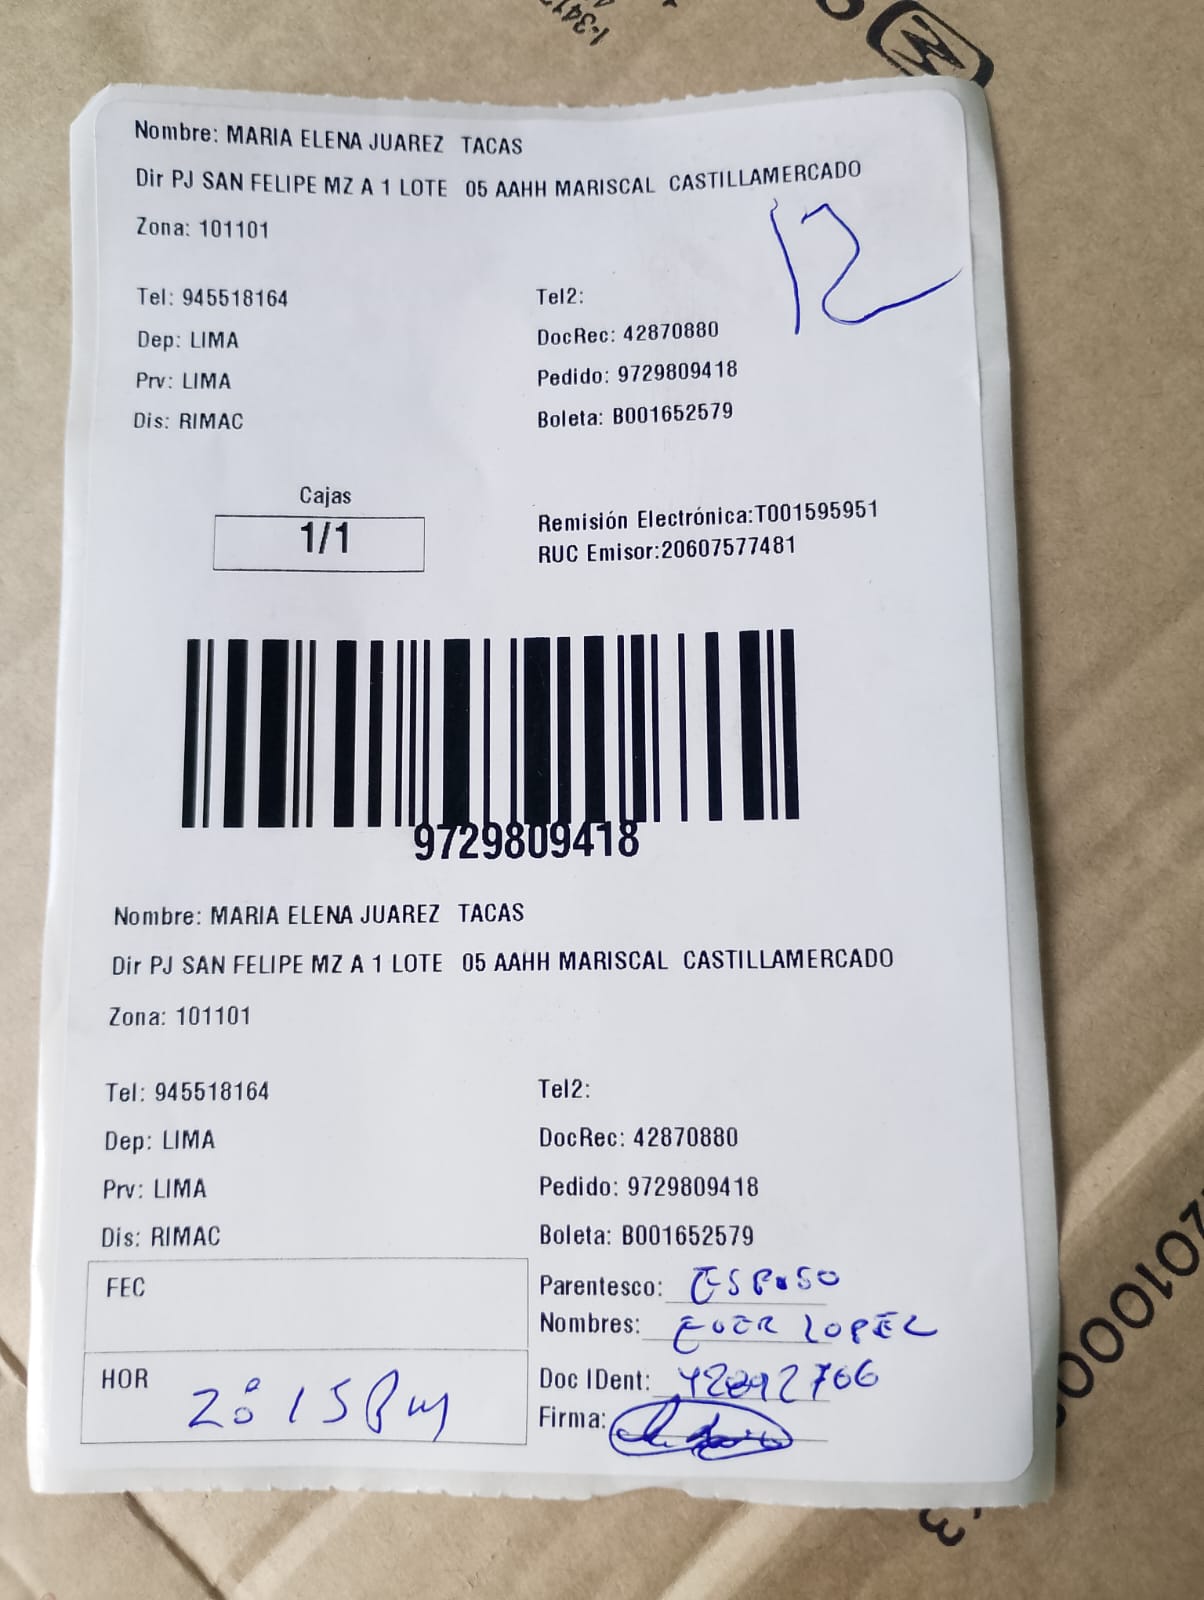 Nombre: MARIA ELENA JUAREZ TACAS
Dir PJ SAN FELIPE MZ A 1 LOTE 05 AAHH MARISCAL CASTILLAMERCADO
12
Zona: 101101
Tel: 945518164
Tel2:
Dep: LIMA
DocRec: 42870880
Prv: LIMA
Pedido: 9729809418
Dis: RIMAC
Boleta: B001652579
Cajas
1/1
Remisión Electrónica:T001595951
RUC Emisor:20607577481
9729809418
Nombre: MARIA ELENA JUAREZ TACAS
Dir PJ SAN FELIPE MZ A 1 LOTE 05 AAHH MARISCAL CASTILLAMERCADO
Zona: 101101
Tel: 945518164
Tel2:
Dep: LIMA
DocRec: 42870880
Prv: LIMA
Pedido: 9729809418
Dis: RIMAC
Boleta: B001652579
FEC
Parentesco: ESPOSO
Nombres: LOPEZ
HOR 2:15 Pm
Doc IDent:
Firma: